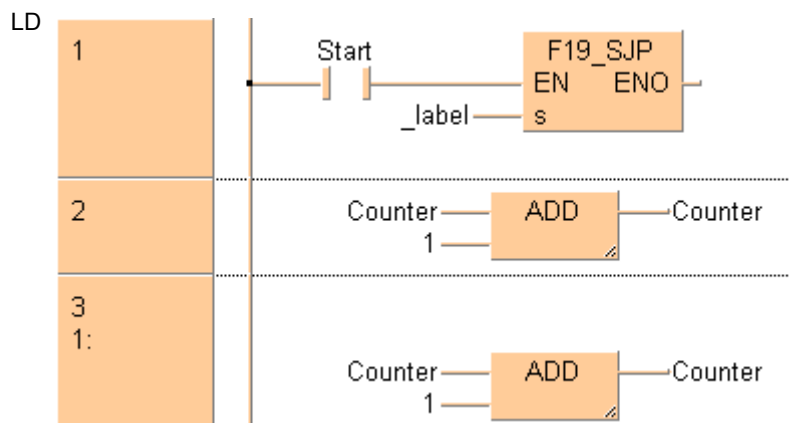 LD
1
Start
F19_SJP
EN ENO
_label s
2
Counter ADD Counter
1
3
1:
Counter ADD Counter
1